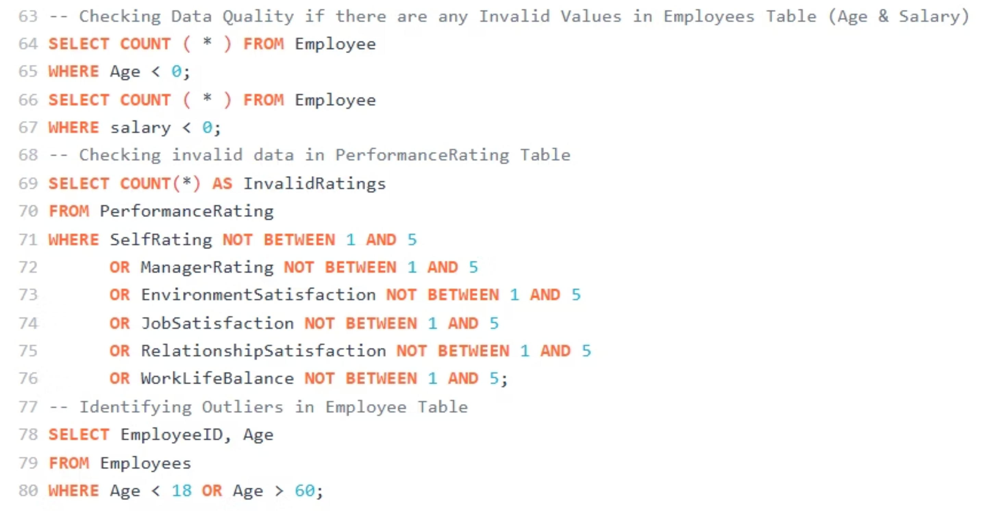 63 -- Checking Data Quality if there are any Invalid Values in Employees Table (Age & Salary)
64 SELECT COUNT ( * ) FROM Employee
65 WHERE Age < 0;
66 SELECT COUNT ( * ) FROM Employee
67 WHERE salary < 0;
68 -- Checking invalid data in PerformanceRating Table
69 SELECT COUNT(*) AS InvalidRatings
70 FROM PerformanceRating
71 WHERE SelfRating NOT BETWEEN 1 AND 5
72       OR ManagerRating NOT BETWEEN 1 AND 5
73       OR EnvironmentSatisfaction NOT BETWEEN 1 AND 5
74       OR JobSatisfaction NOT BETWEEN 1 AND 5
75       OR RelationshipSatisfaction NOT BETWEEN 1 AND 5
76       OR WorkLifeBalance NOT BETWEEN 1 AND 5;
77 -- Identifying Outliers in Employee Table
78 SELECT EmployeeID, Age
79 FROM Employees
80 WHERE Age < 18 OR Age > 60;